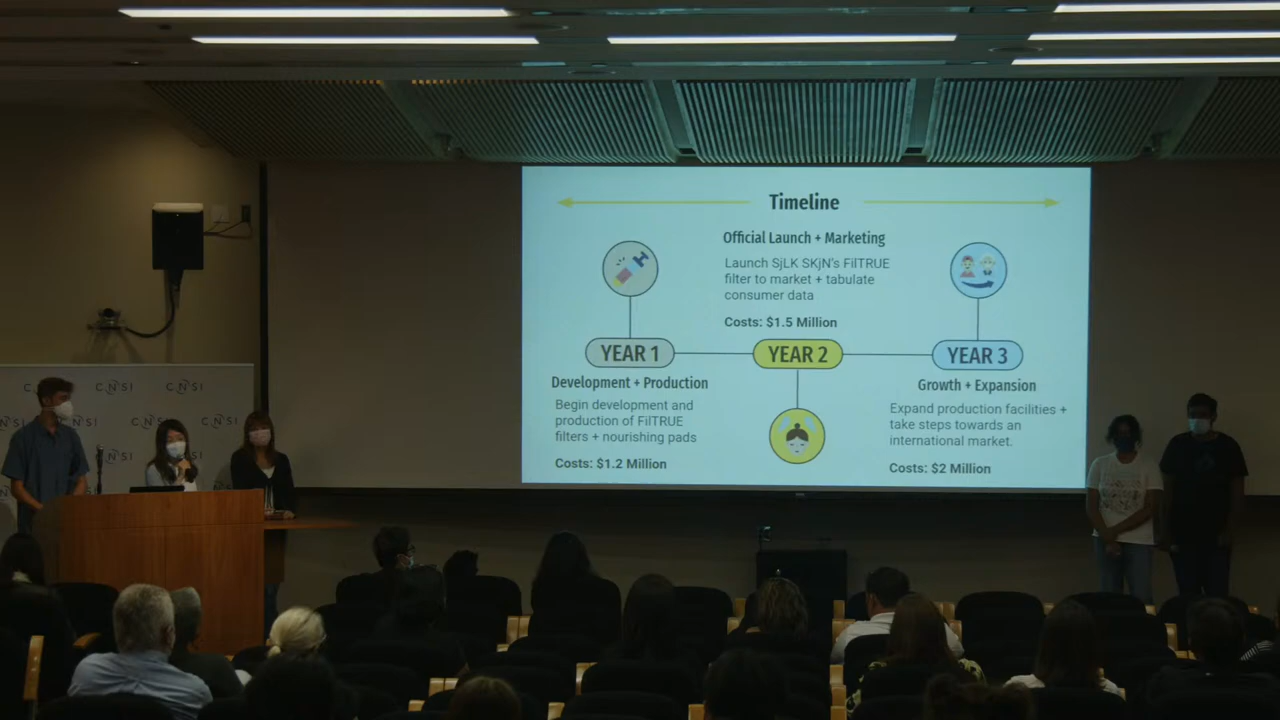 Timeline
Official Launch + Marketing
Launch SjLK SKjN's FilTRUE
filter to market + tabulate
consumer data
Costs: $1.5 Million
YEAR 1
YEAR 2
YEAR 3
Development + Production
Begin development and
production of FilTRUE
filters + nourishing pads
Costs: $1.2 Million
Growth + Expansion
Expand production facilities +
take steps towards an
international market.
Costs: $2 Million
CNSI
CNSI
CNSI
CNSI